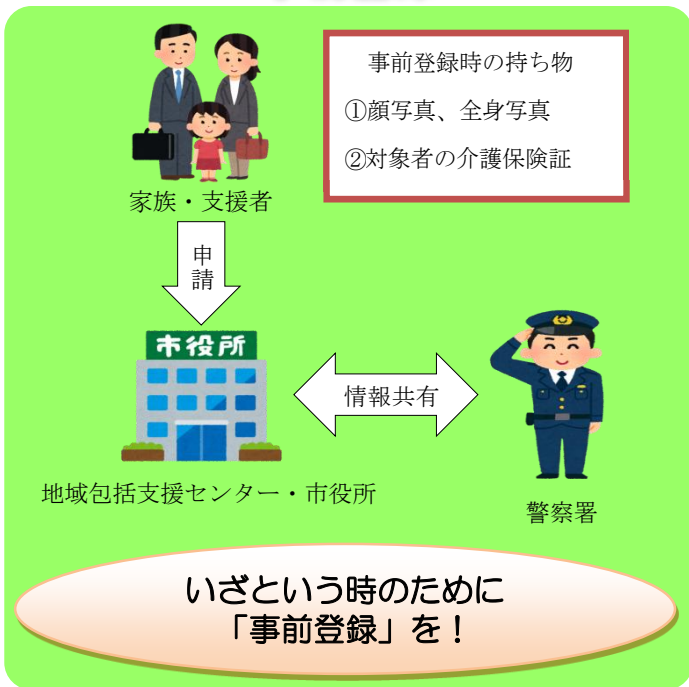 事前登録時の持ち物
①顔写真、全身写真
②対象者の介護保険証
家族・支援者
申請
市役所
情報共有
地域包括支援センター・市役所
警察署
いざという時のために
「事前登録」を！